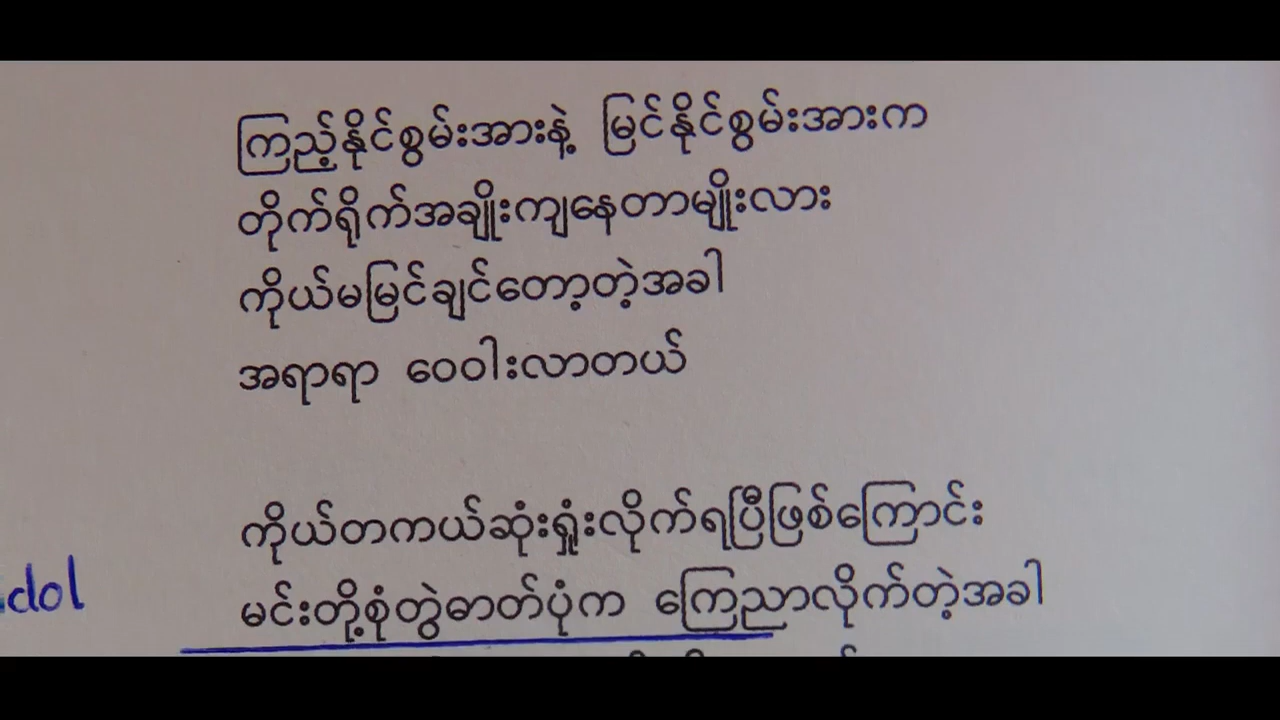 ကြည့်နိုင်စွမ်းအားနဲ့ မြင်နိုင်စွမ်းအားက
တိုက်ရိုက်အချိုးကျနေတာမျိုးလား
ကိုယ်မမြင်ချင်တော့တဲ့အခါ
အရာရာ ဝေဝါးလာတယ်
ကိုယ်တကယ်ဆုံးရှုံးလိုက်ရပြီဖြစ်ကြောင်း
dol
မင်းတို့စုံတွဲဓာတ်ပုံက ကြေညာလိုက်တဲ့အခါ